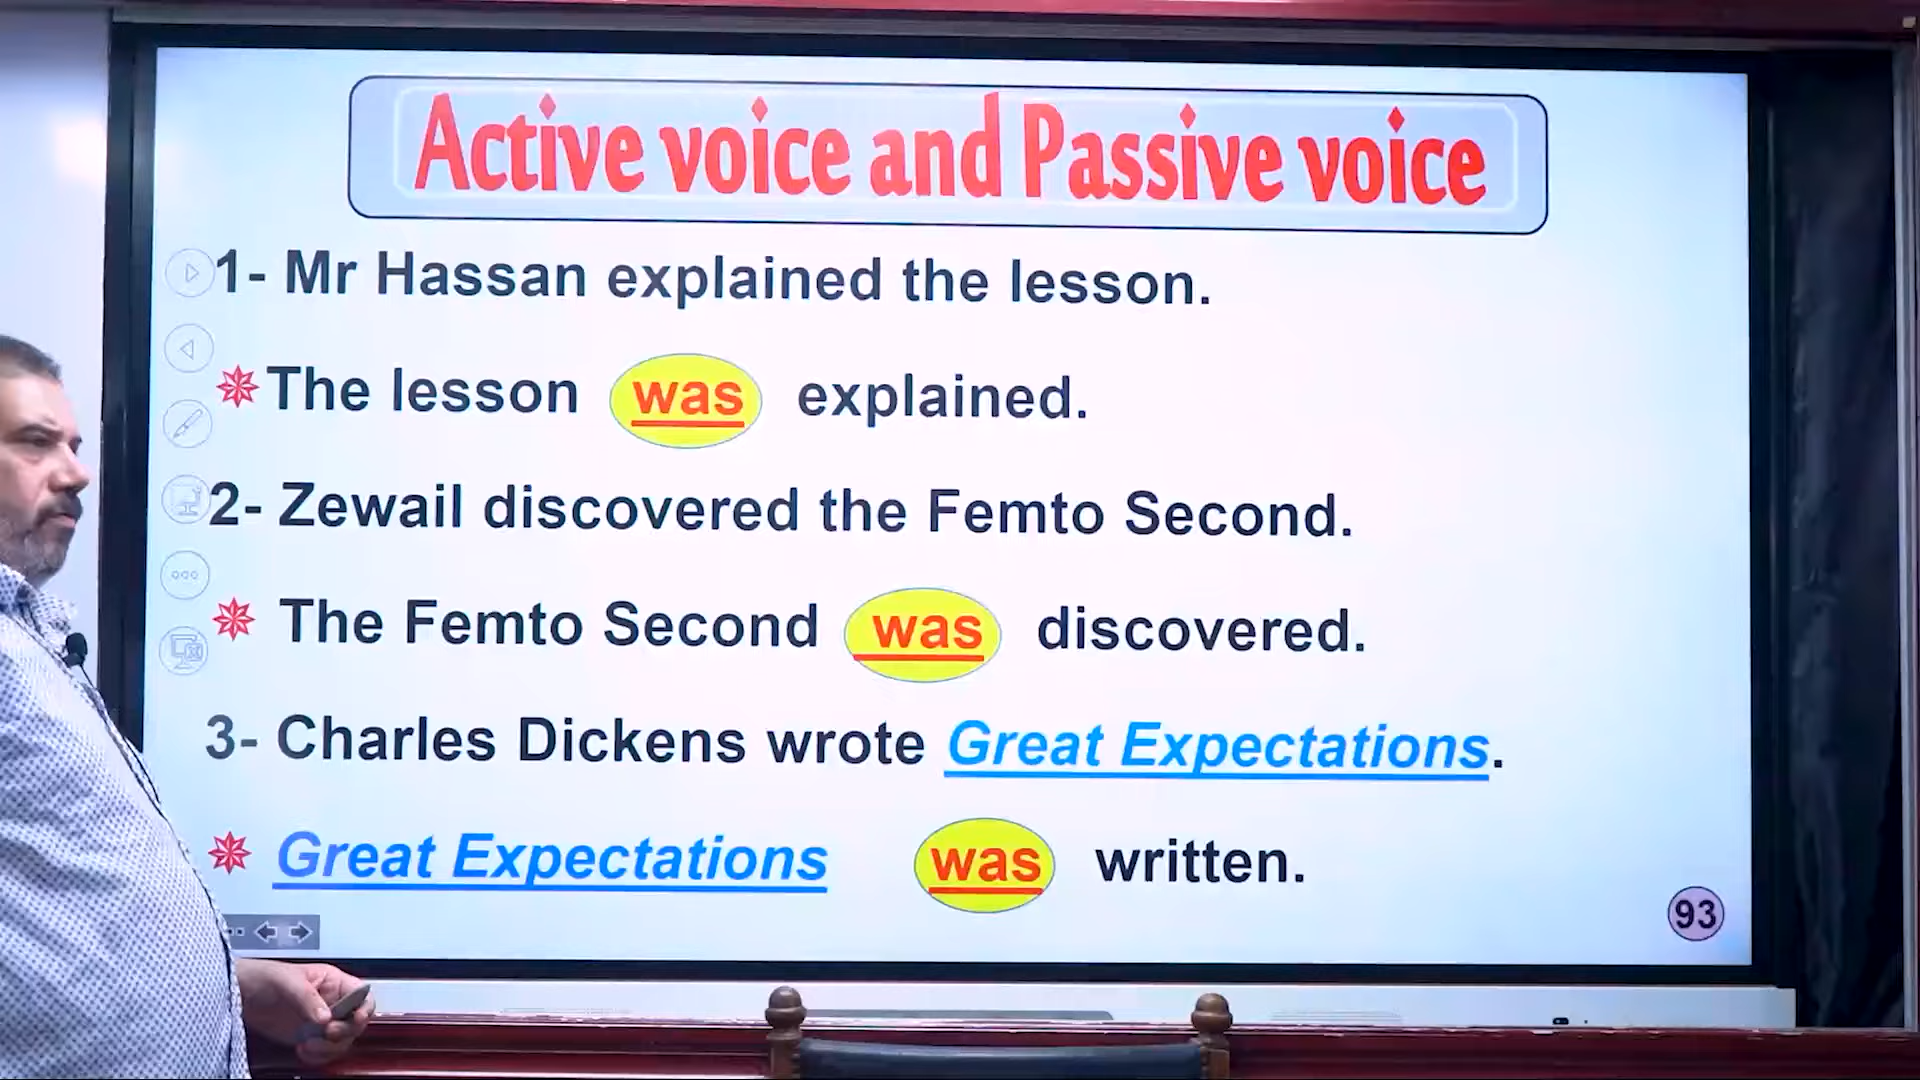 Active voice and Passive voice
1- Mr Hassan explained the lesson.
The lesson was explained.
2- Zewail discovered the Femto Second.
The Femto Second was discovered.
3- Charles Dickens wrote Great Expectations.
Great Expectations was written.
93